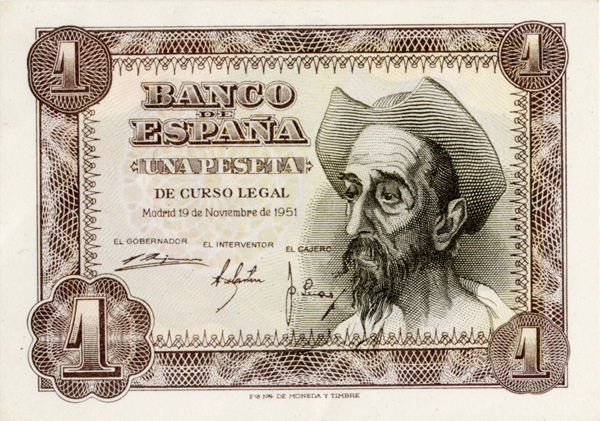 1
1
BANCO
DE
ESPAÑA
UNA PESETA
DE CURSO LEGAL
Madrid 19 de Noviembre de 1951
EL GOBERNADOR EL INTERVENTOR EL CAJERO
1
1
Fca Nal DE MONEDA Y TIMBRE